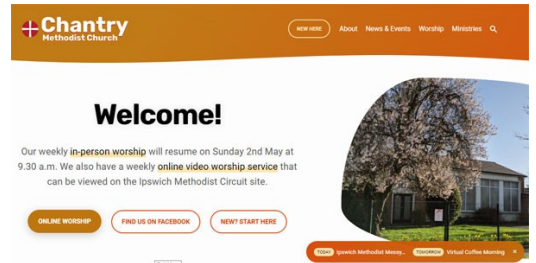 Chantry
Methodist Church
NEW HERE About News & Events Worship Ministries
Welcome!
Our weekly in-person worship will resume on Sunday 2nd May at
9.30 a.m. We also have a weekly online video worship service that
can be viewed on the Ipswich Methodist Circuit site.
ONLINE WORSHIP FIND US ON FACEBOOK NEW? START HERE
TODAY Ipswich Methodist Messy... TOMORROW Virtual Coffee Morning ×